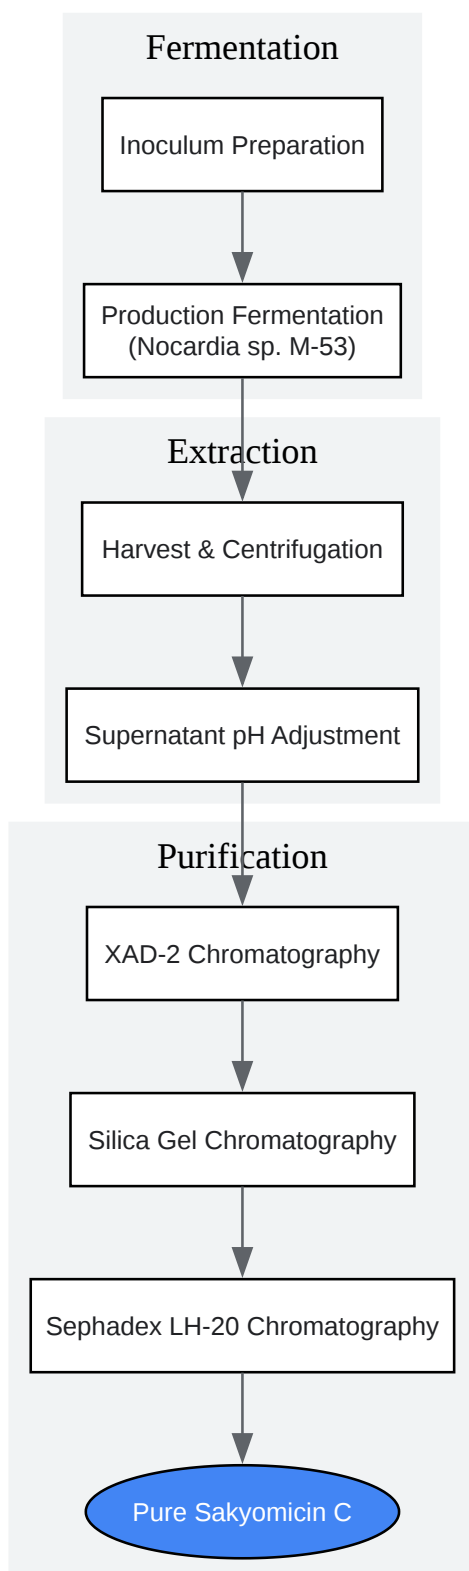 Fermentation
Inoculum Preparation
Production Fermentation
(Nocardia sp. M-53)
Extraction
Harvest & Centrifugation
Supernatant pH Adjustment
Purification
XAD-2 Chromatography
Silica Gel Chromatography
Sephadex LH-20 Chromatography
Pure Sakyomicin C